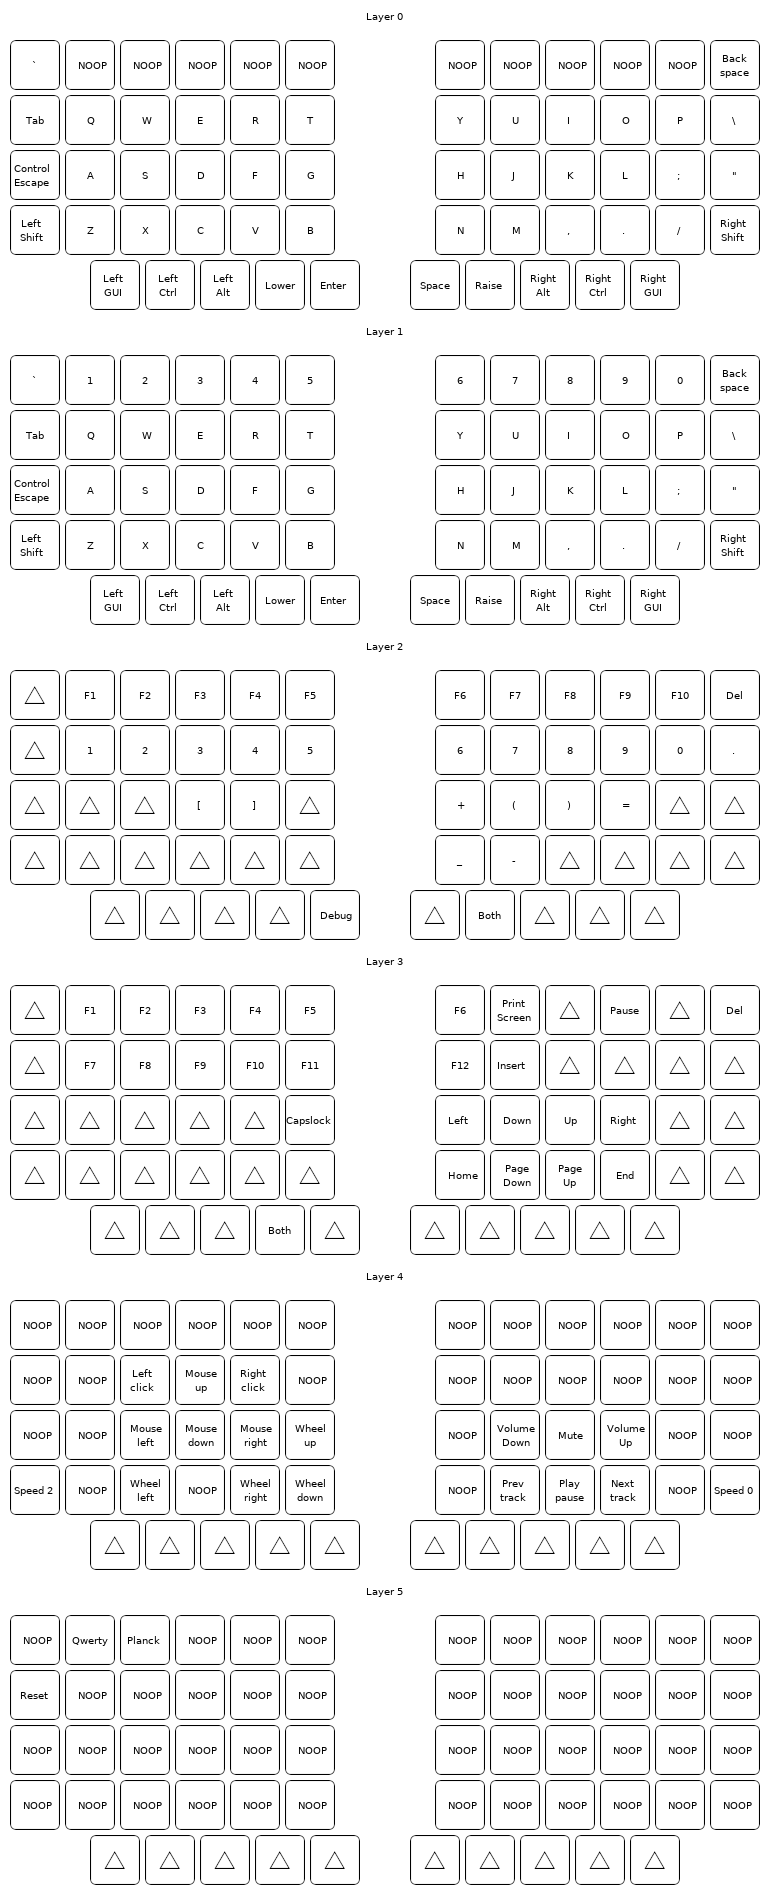 Layer 0
` NOOP NOOP NOOP NOOP NOOP NOOP NOOP NOOP NOOP NOOP Back space
Tab Q W E R T Y U I O P \
Control Escape A S D F G H J K L ; "
Left Shift Z X C V B N M , . / Right Shift
Left GUI Left Ctrl Left Alt Lower Enter Space Raise Right Alt Right Ctrl Right GUI
Layer 1
` 1 2 3 4 5 6 7 8 9 0 Back space
Tab Q W E R T Y U I O P \
Control Escape A S D F G H J K L ; "
Left Shift Z X C V B N M , . / Right Shift
Left GUI Left Ctrl Left Alt Lower Enter Space Raise Right Alt Right Ctrl Right GUI
Layer 2
△ F1 F2 F3 F4 F5 F6 F7 F8 F9 F10 Del
△ 1 2 3 4 5 6 7 8 9 0 .
△ △ △ [ ] △ + ( ) = △ △
△ △ △ △ △ △ _ - △ △ △ △
△ △ △ △ Debug △ Both △ △ △
Layer 3
△ F1 F2 F3 F4 F5 F6 Print Screen △ Pause △ Del
△ F7 F8 F9 F10 F11 F12 Insert △ △ △ △
△ △ △ △ △ Capslock Left Down Up Right △ △
△ △ △ △ △ △ Home Page Down Page Up End △ △
△ △ △ Both △ △ △ △ △ △
Layer 4
NOOP NOOP NOOP NOOP NOOP NOOP NOOP NOOP NOOP NOOP NOOP NOOP
NOOP NOOP Left click Mouse up Right click NOOP NOOP NOOP NOOP NOOP NOOP NOOP
NOOP NOOP Mouse left Mouse down Mouse right Wheel up NOOP Volume Down Mute Volume Up NOOP NOOP
Speed 2 NOOP Wheel left NOOP Wheel right Wheel down NOOP Prev track Play pause Next track NOOP Speed 0
△ △ △ △ △ △ △ △ △ △
Layer 5
NOOP Qwerty Planck NOOP NOOP NOOP NOOP NOOP NOOP NOOP NOOP NOOP
Reset NOOP NOOP NOOP NOOP NOOP NOOP NOOP NOOP NOOP NOOP NOOP
NOOP NOOP NOOP NOOP NOOP NOOP NOOP NOOP NOOP NOOP NOOP NOOP
NOOP NOOP NOOP NOOP NOOP NOOP NOOP NOOP NOOP NOOP NOOP NOOP
△ △ △ △ △ △ △ △ △ △